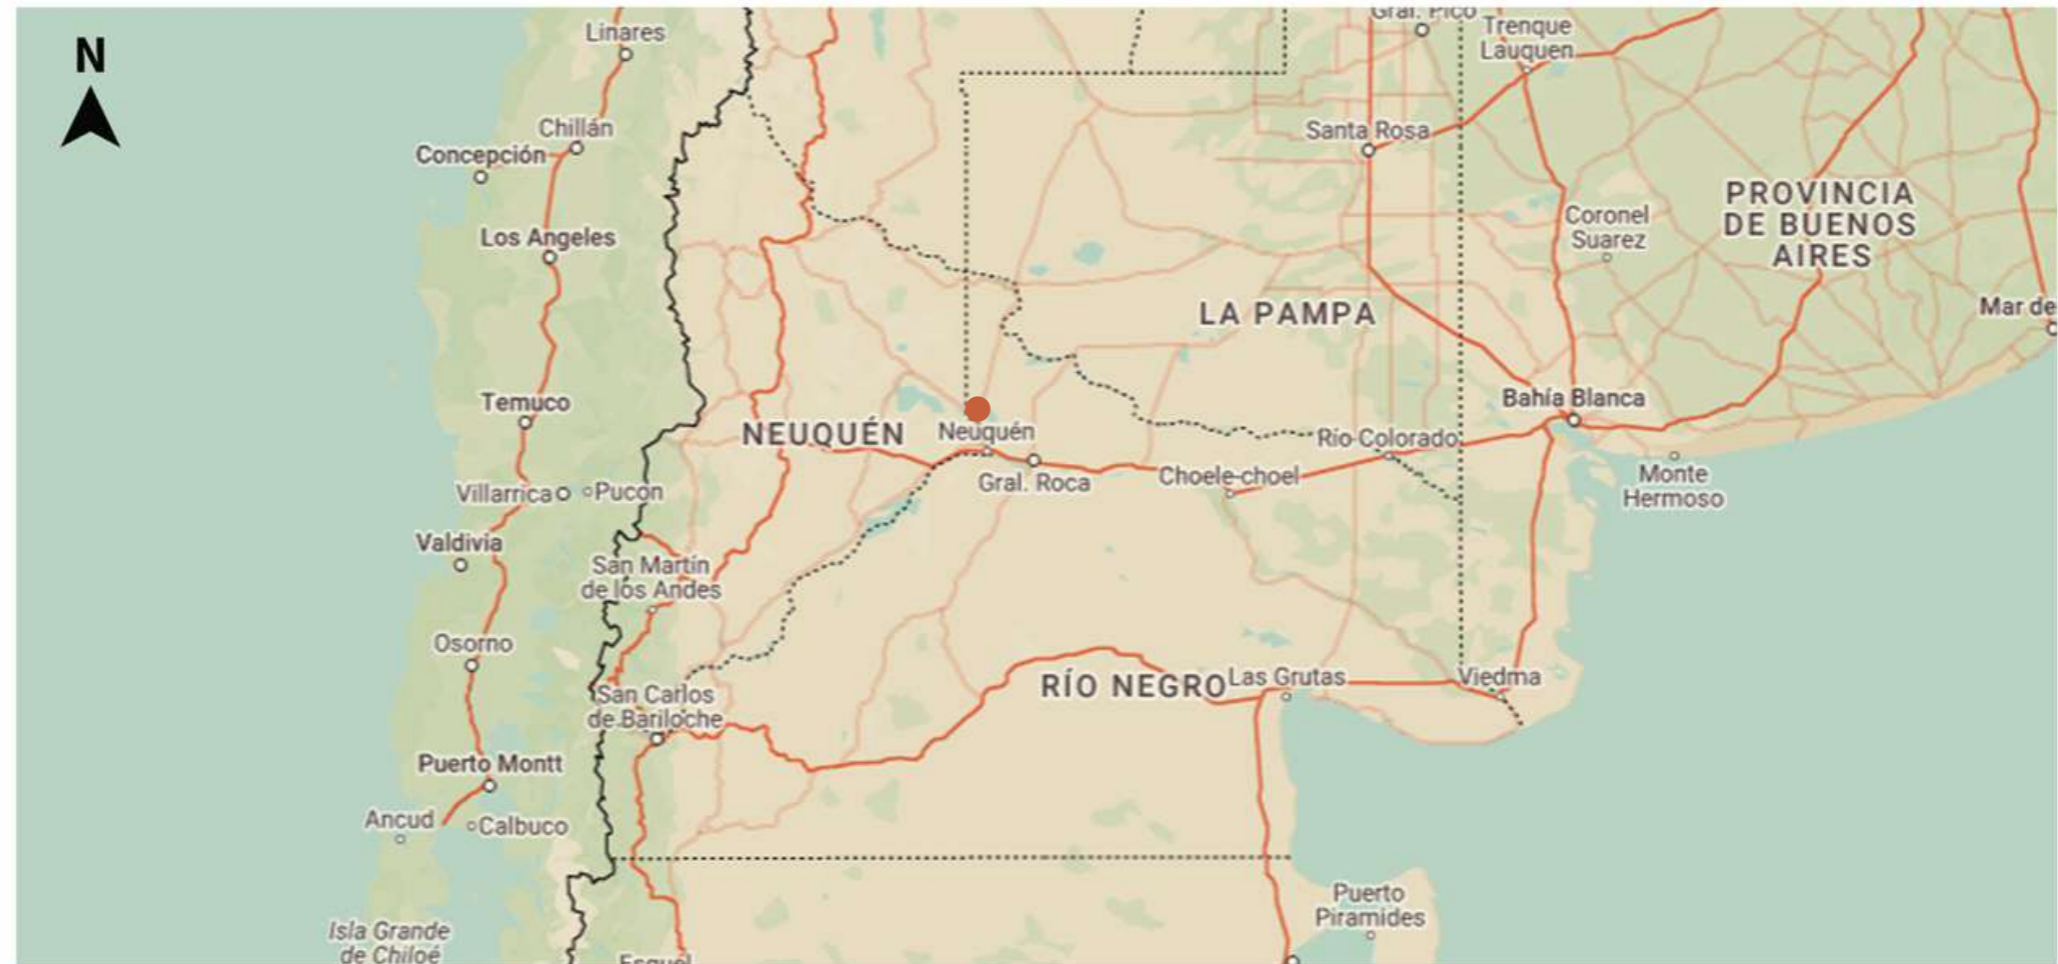 Gral. Pico
Trenque
Lauquen
Linares
N
Chillán
Concepción
Santa Rosa
PROVINCIA
DE BUENOS
AIRES
Coronel
Suarez
Los Angeles
LA PAMPA
Mar de
Temuco
Bahía Blanca
NEUQUÉN
Neuquén
Río Colorado
Gral. Roca
Choele-choel
Monte
Hermoso
Villarrica
Pucón
Valdivia
San Martín
de los Andes
Osorno
RÍO NEGRO
Las Grutas
Viedma
San Carlos
de Bariloche
Puerto Montt
Ancud
Calbuco
Puerto
Piramides
Isla Grande
de Chiloé
Esquel